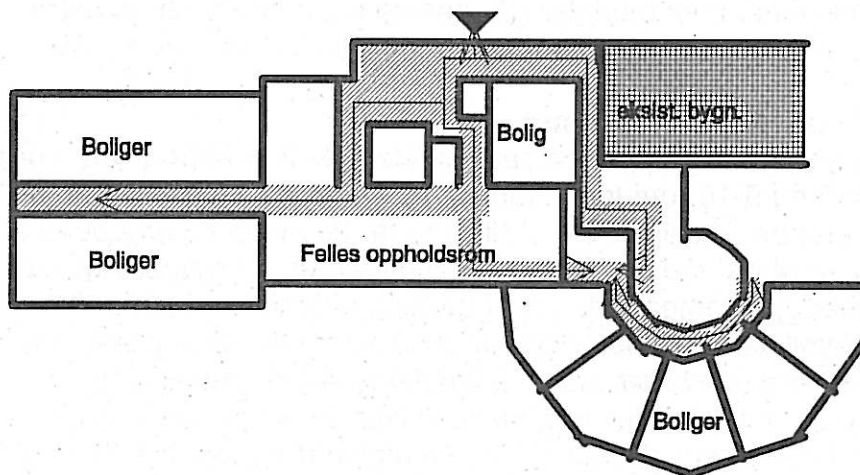 eksist. bygn.
Boliger
Bolig
Boliger
Felles oppholdsrom
Boliger